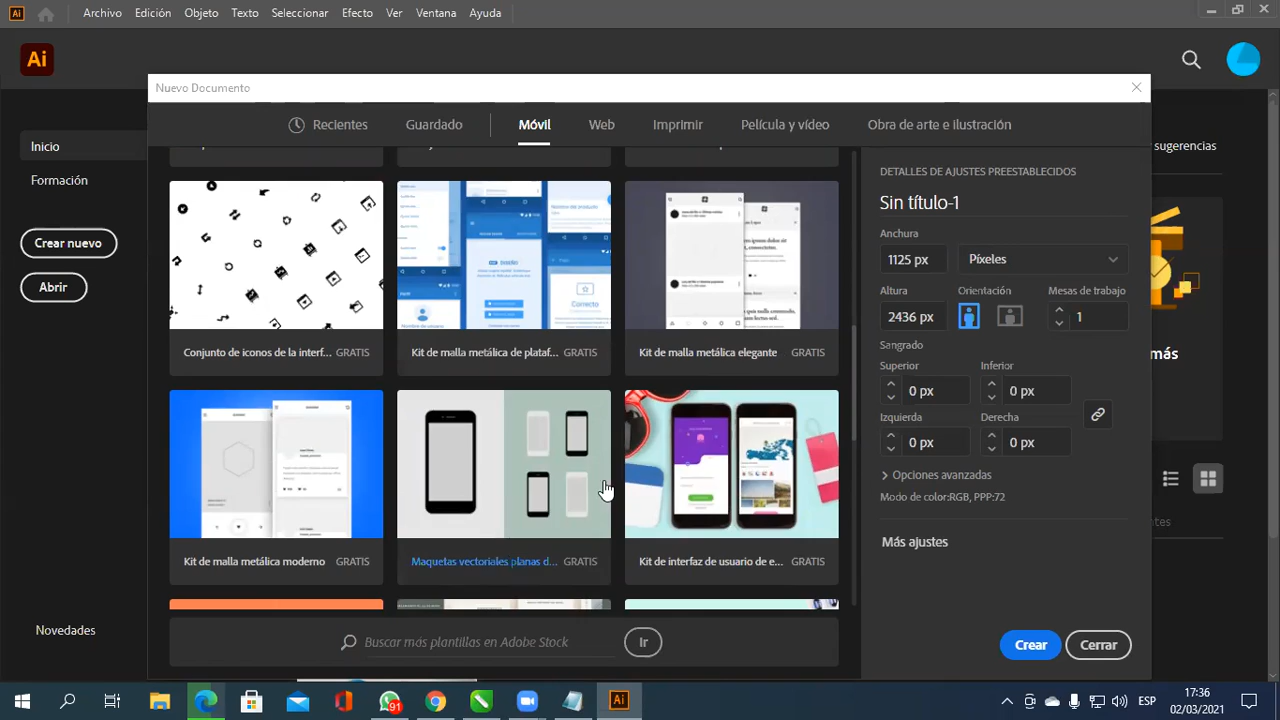 Ai
Archivo Edición Objeto Texto Seleccionar Efecto Ver Ventana Ayuda
Ai
Nuevo Documento
Recientes Guardado Móvil Web Imprimir Película y vídeo Obra de arte e ilustración
Inicio
sugerencias
Formación
DETALLES DE AJUSTES PREESTABLECIDOS
Sin título-1
Crear nuevo
Anchura
1125 px Píxeles
Abrir
Altura Orientación Mesas de trabajo
2436 px 1
Correcto
Nombre de usuario
Sangrado
Conjunto de iconos de la interf... GRATIS
Kit de malla metálica de plataf... GRATIS
Kit de malla metálica elegante GRATIS
más
Superior Inferior
0 px 0 px
Izquierda Derecha
0 px 0 px
Opciones avanzadas
Modo de color:RGB, PPP:72
Más ajustes
Kit de malla metálica moderno GRATIS
Maquetas vectoriales planas d... GRATIS
Kit de interfaz de usuario de e... GRATIS
Novedades
Buscar más plantillas en Adobe Stock Ir
Crear Cerrar
91
Ai
ESP
17:36
02/03/2021